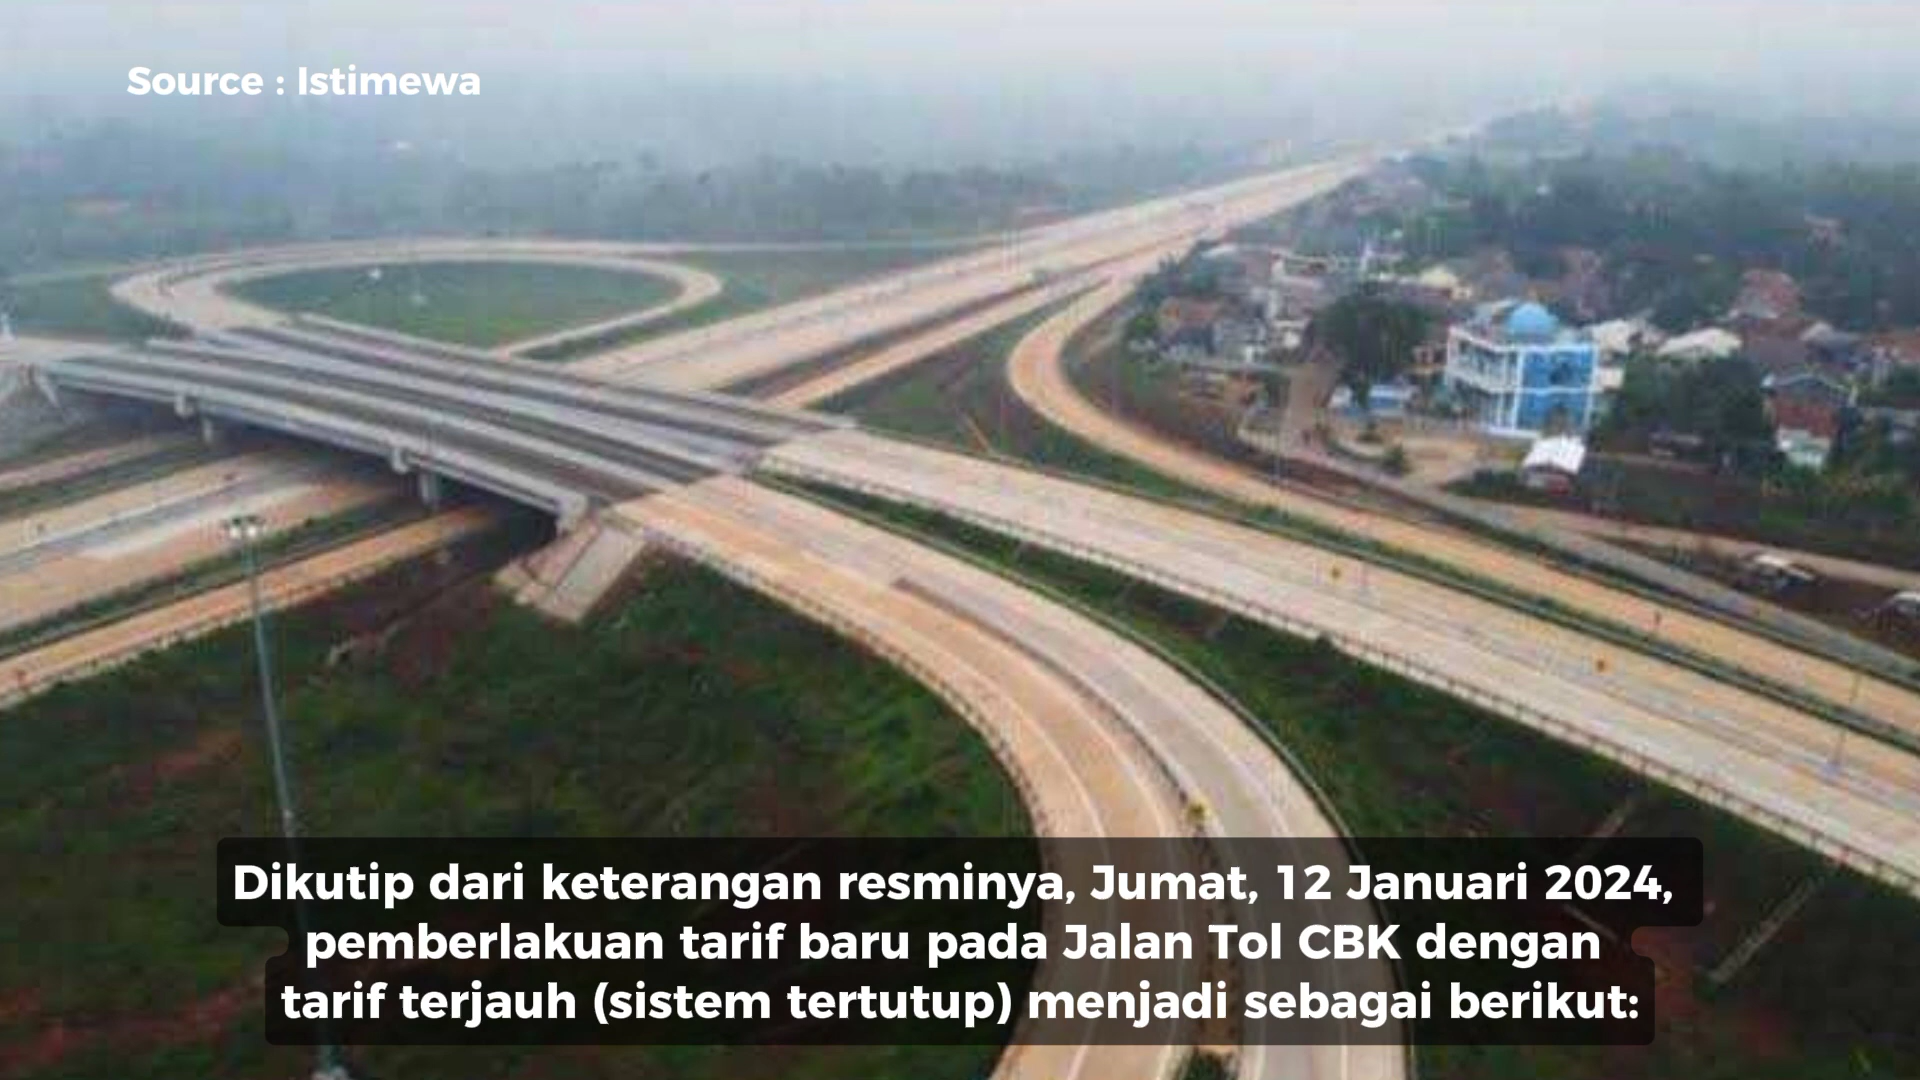 Source : Istimewa
Dikutip dari keterangan resminya, Jumat, 12 Januari 2024,
pemberlakuan tarif baru pada Jalan Tol CBK dengan
tarif terjauh (sistem tertutup) menjadi sebagai berikut: